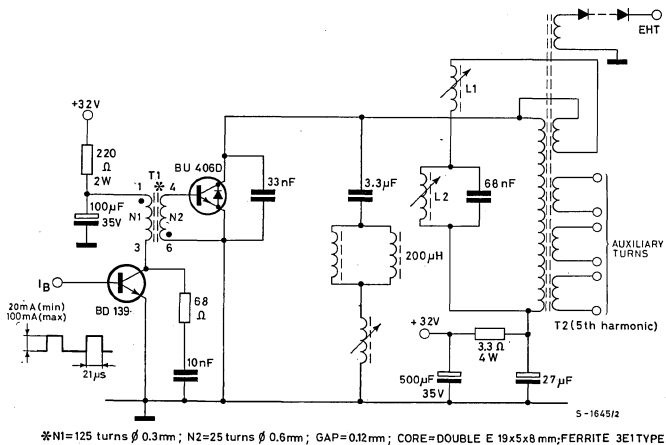 EHT
L1
+32V
220
Ω
2W
T1
*
1
4
BU 406D
100µF
35V
N1
N2
3
6
33nF
3.3µF
L2
68nF
200µH
AUXILIARY
TURNS
IB
BD 139
20mA(min)
100mA(max)
21µs
68
Ω
10nF
+32V
3.3Ω
4W
T2(5th harmonic)
500µF
35V
27µF
S-1645/2
*N1=125 turns Ø 0.3mm; N2=25 turns Ø 0.6mm; GAP=0.12mm; CORE=DOUBLE E 19x5x8mm;FERRITE 3E1TYPE